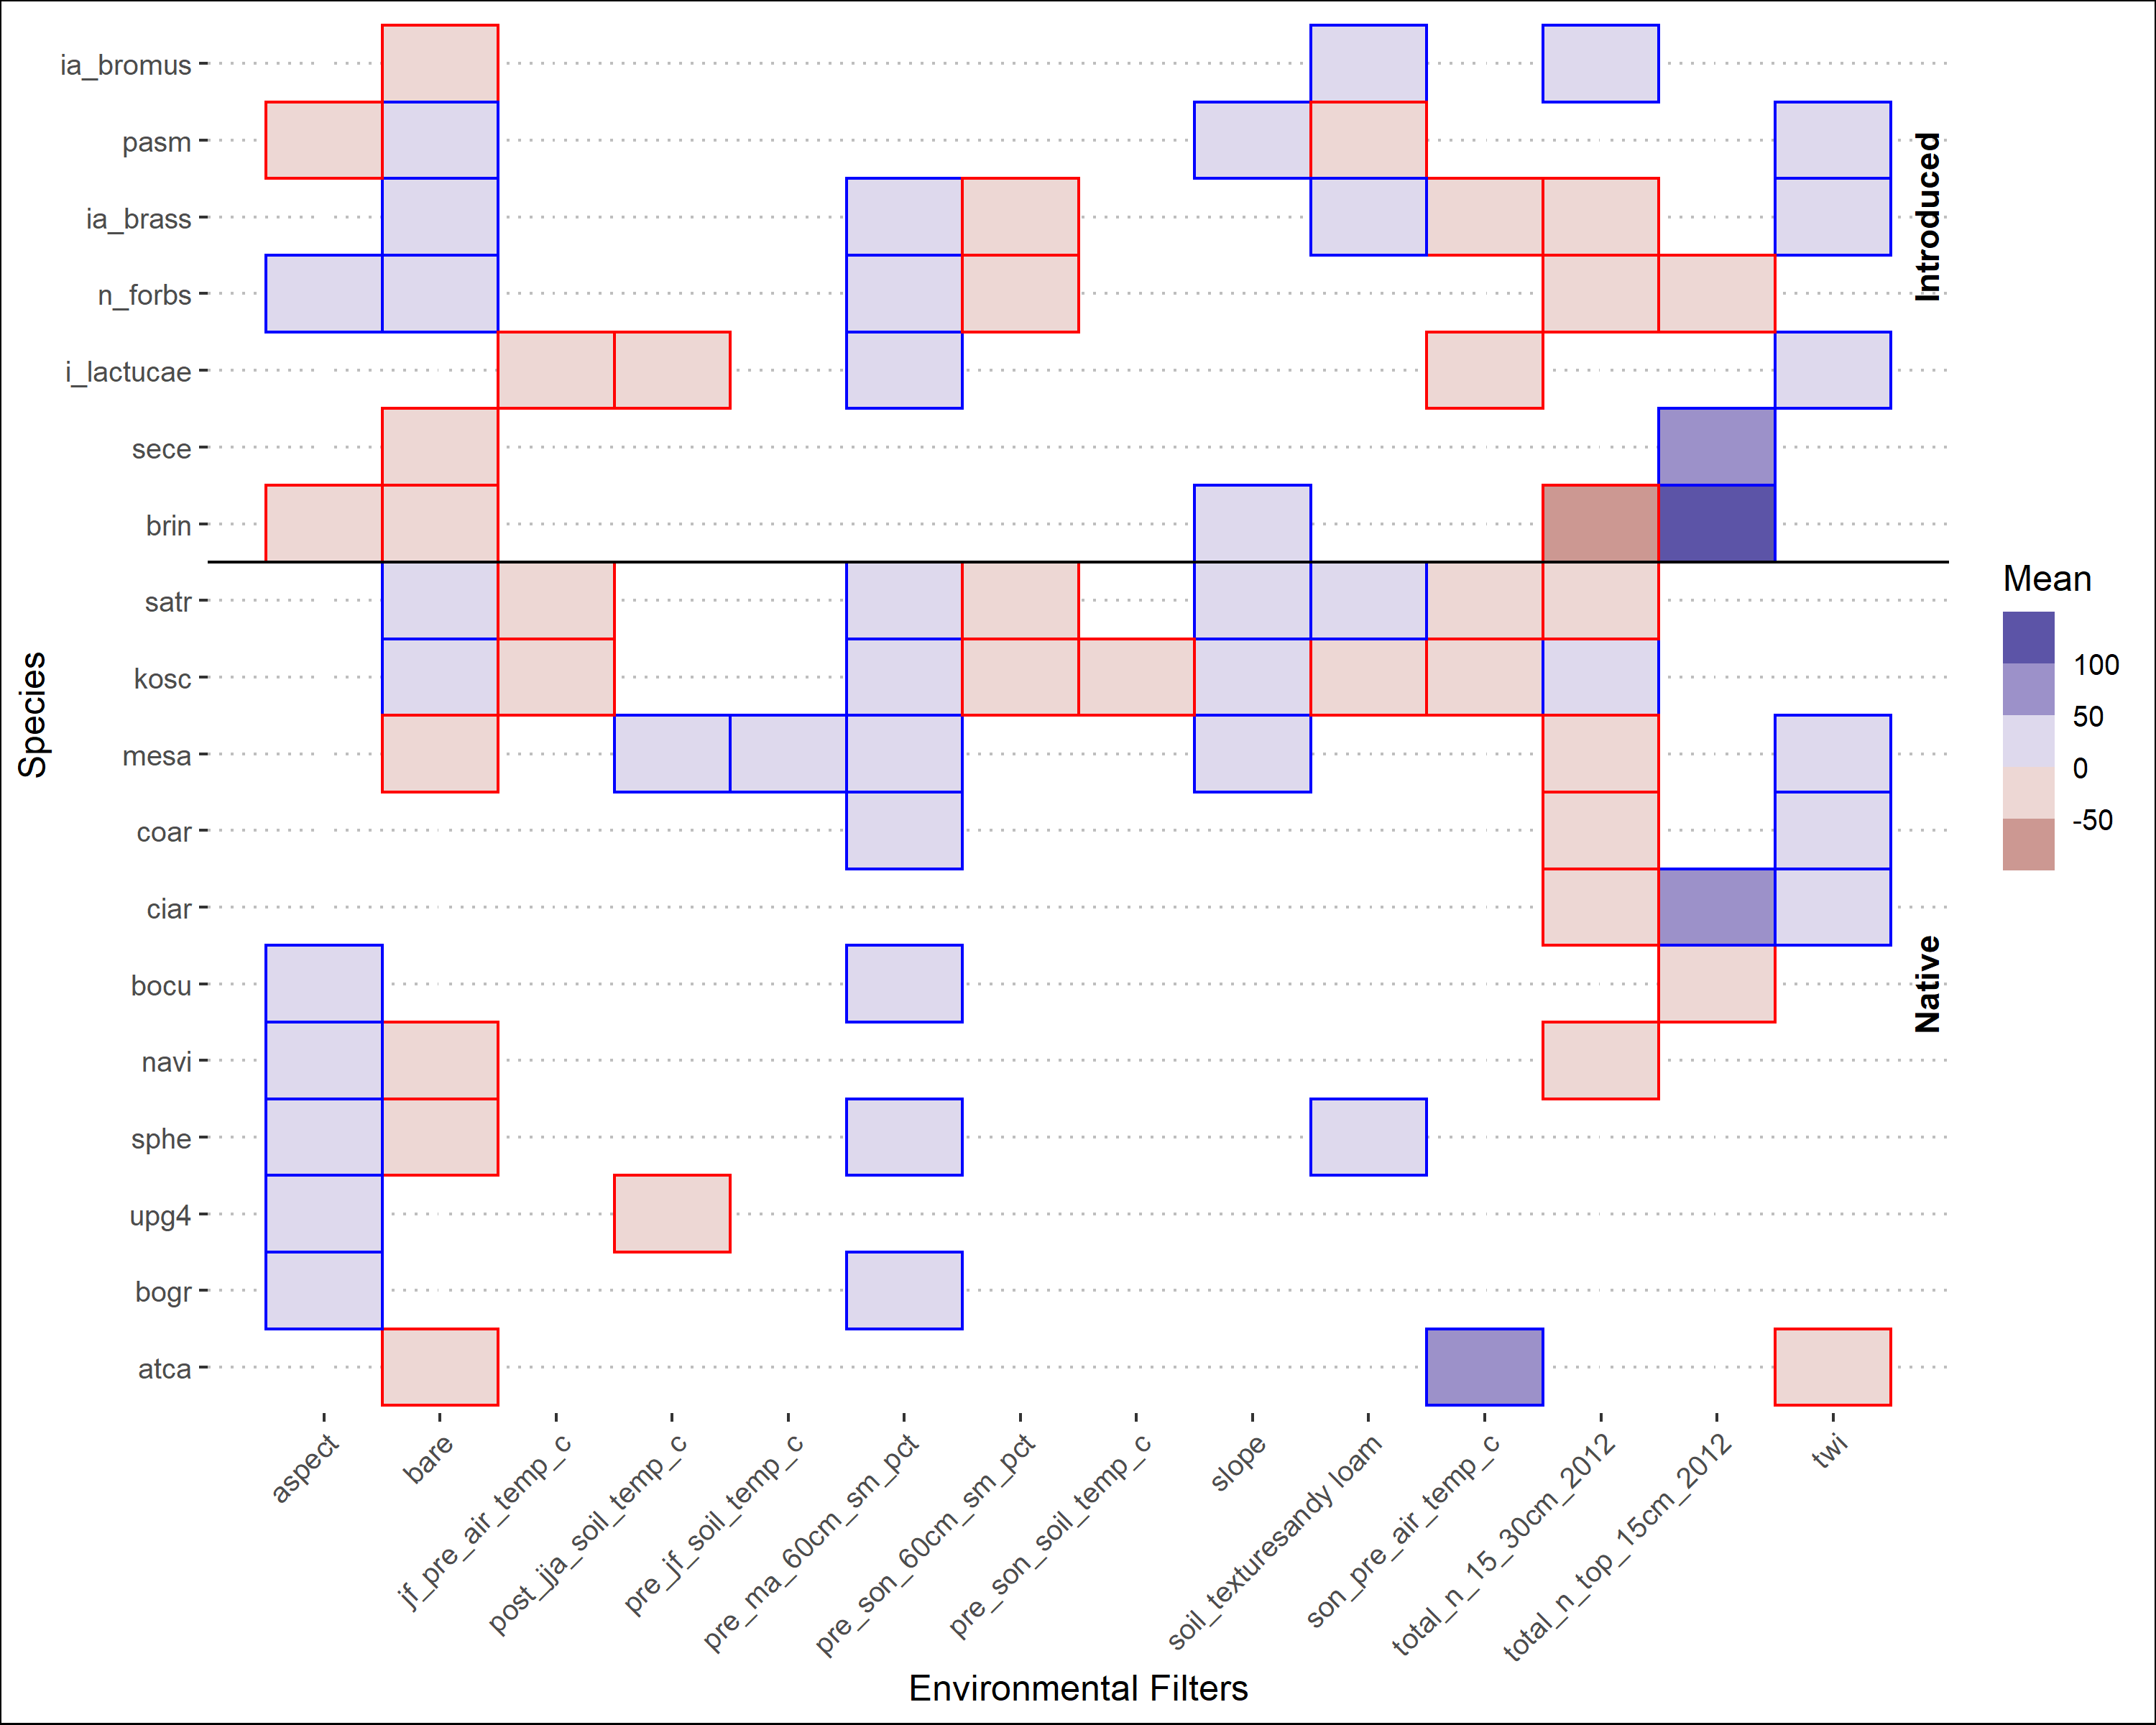 ia_bromus
pasm
ia_brass
n_forbs
i_lactucae
sece
brin
satr
kosc
mesa
coar
ciar
bocu
navi
sphe
upg4
bogr
atca
Species
Introduced
Native
Mean
100
50
0
-50
aspect
bare
jf_pre_air_temp_c
post_jja_soil_temp_c
pre_jf_soil_temp_c
pre_ma_60cm_sm_pct
pre_son_60cm_sm_pct
pre_son_soil_temp_c
slope
soil_texturesandy loam
son_pre_air_temp_c
total_n_15_30cm_2012
total_n_top_15cm_2012
twi
Environmental Filters